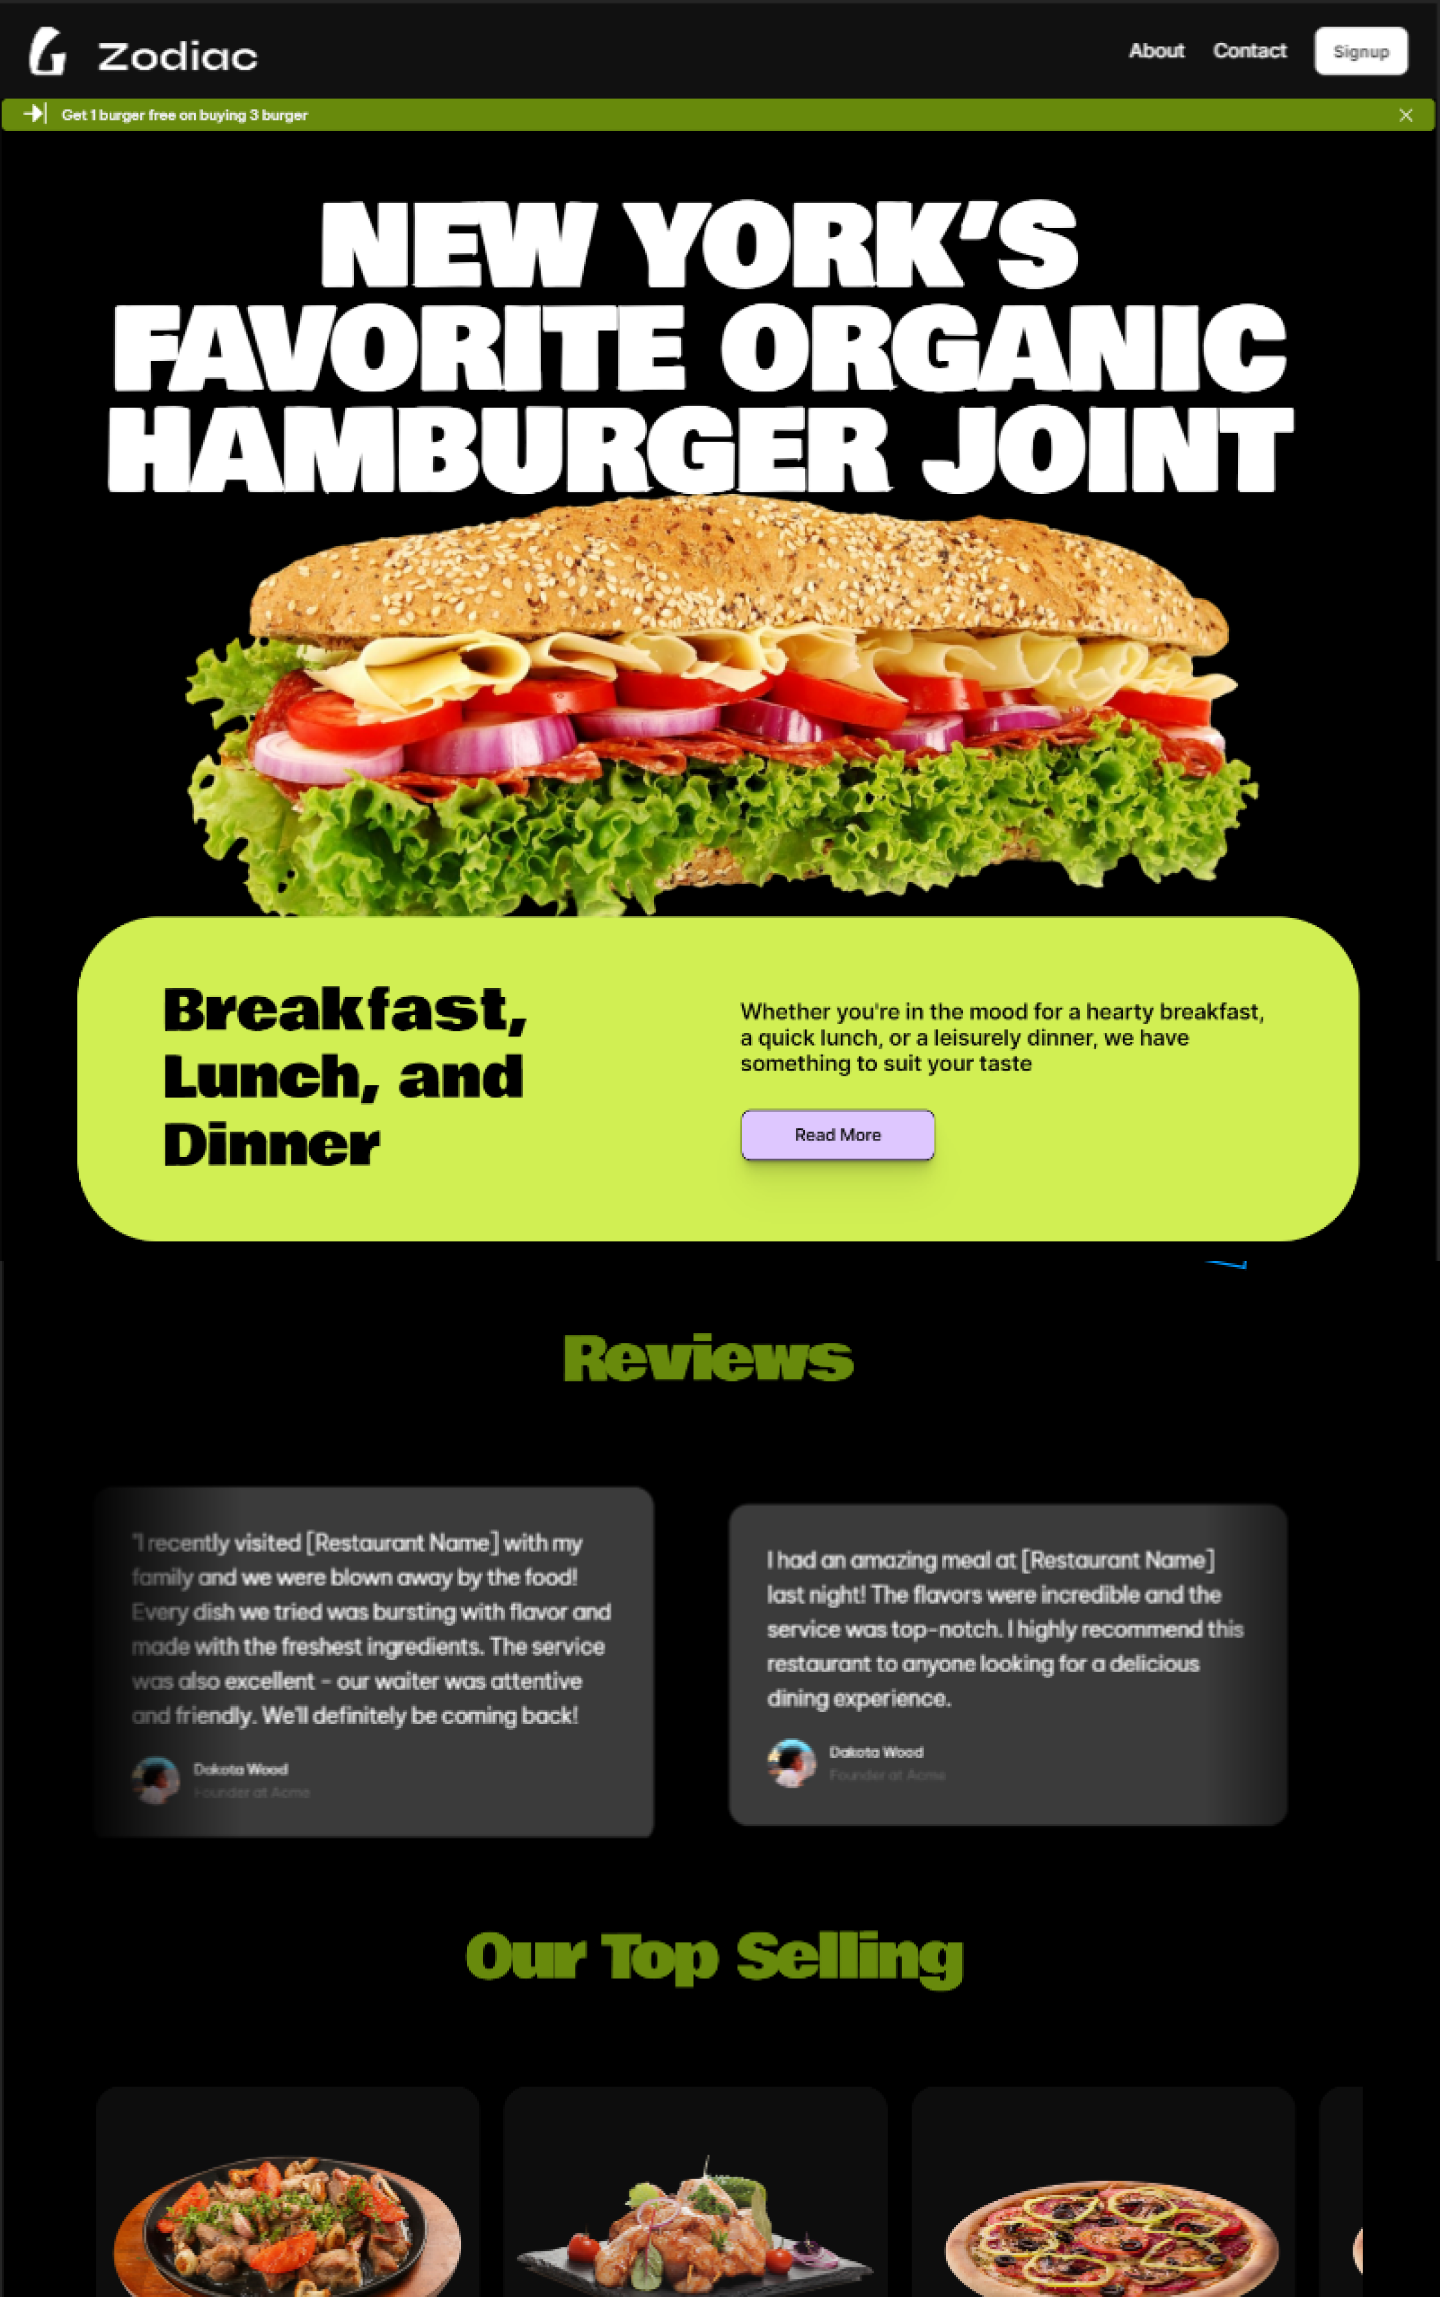 Zodiac
About
Contact
Signup
Get 1 burger free on buying 3 burger
NEW YORK’S
FAVORITE ORGANIC
HAMBURGER JOINT
Breakfast,
Lunch, and
Dinner
Whether you're in the mood for a hearty breakfast,
a quick lunch, or a leisurely dinner, we have
something to suit your taste
Read More
Reviews
"I recently visited [Restaurant Name] with my
family and we were blown away by the food!
Every dish we tried was bursting with flavor and
made with the freshest ingredients. The service
was also excellent - our waiter was attentive
and friendly. We'll definitely be coming back!
Dakota Wood
Founder at Acme
I had an amazing meal at [Restaurant Name]
last night! The flavors were incredible and the
service was top-notch. I highly recommend this
restaurant to anyone looking for a delicious
dining experience.
Dakota Wood
Founder at Acme
Our Top Selling